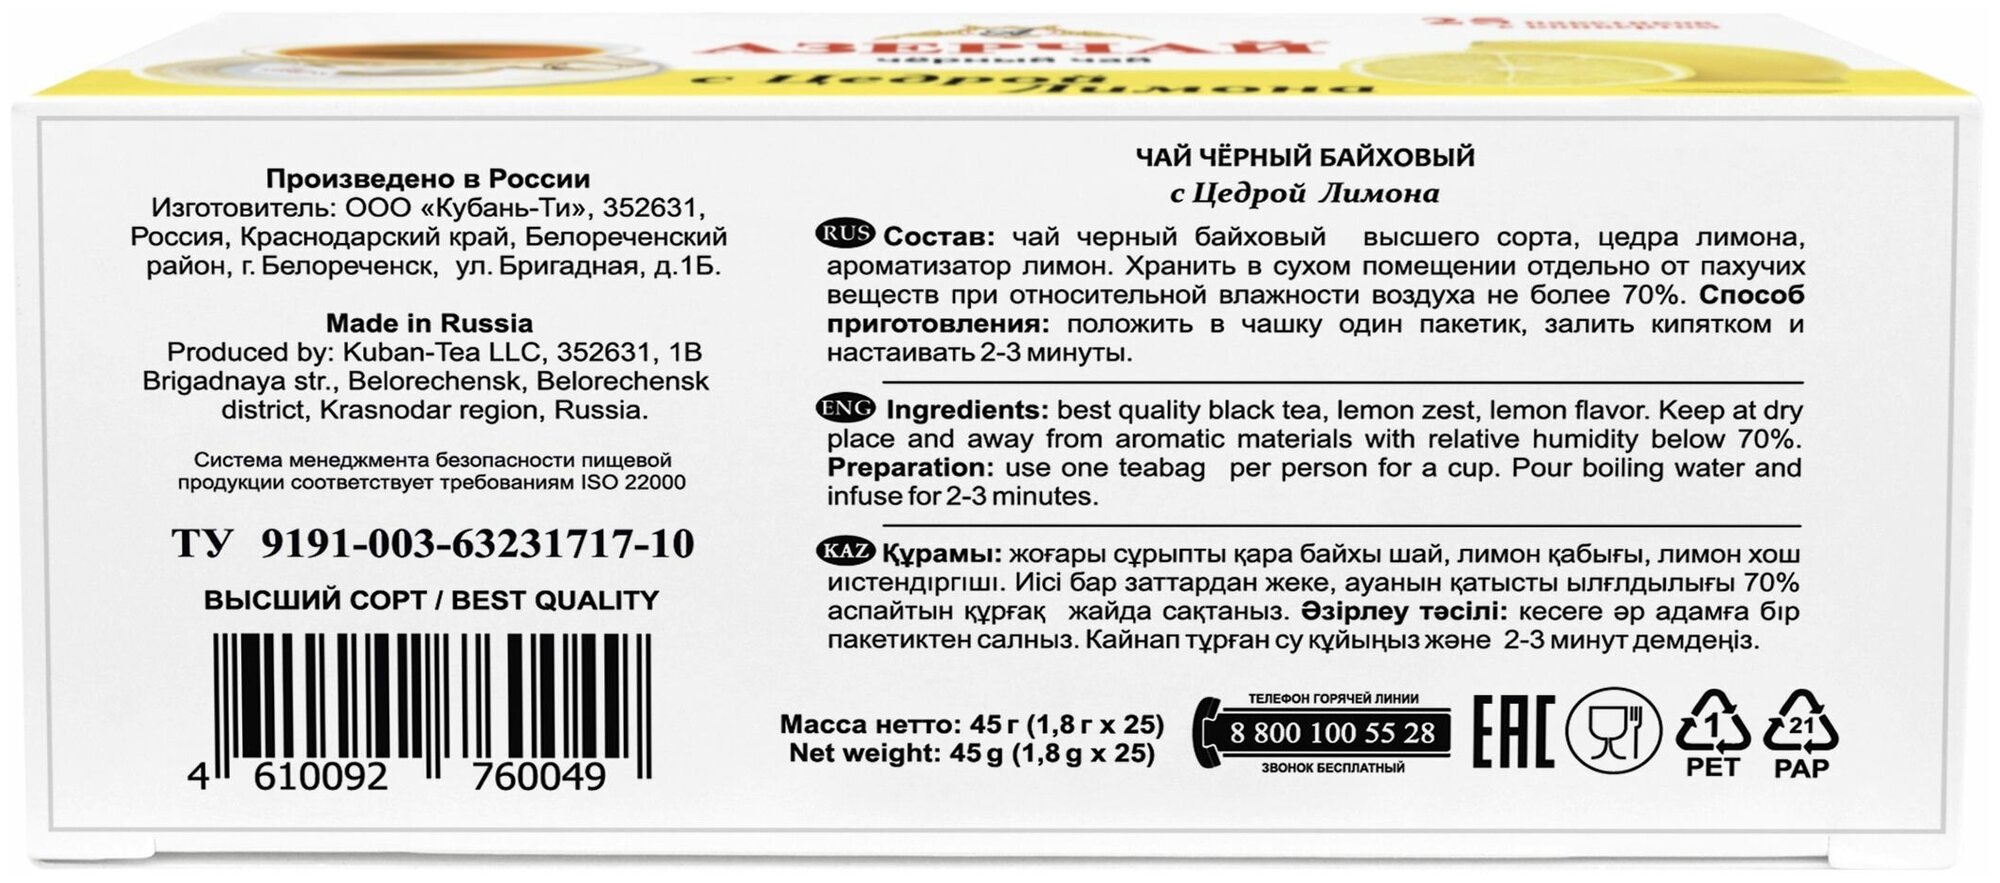 АЗЕРЧАЙ
чёрный чай
с Цедрой
Лимона
Произведено в России
Изготовитель: ООО «Кубань-Ти», 352631,
Россия, Краснодарский край, Белореченский
район, г. Белореченск, ул. Бригадная, д.1Б.
Made in Russia
Produced by: Kuban-Tea LLC, 352631, 1B
Brigadnaya str., Belorechensk, Belorechensk
district, Krasnodar region, Russia.
Система менеджмента безопасности пищевой
продукции соответствует требованиям ISO 22000
ТУ 9191-003-63231717-10
ВЫСШИЙ СОРТ / BEST QUALITY
4 610092 760049
ЧАЙ ЧЁРНЫЙ БАЙХОВЫЙ
с Цедрой Лимона
RUS Состав: чай черный байховый высшего сорта, цедра лимона,
ароматизатор лимон. Хранить в сухом помещении отдельно от пахучих
веществ при относительной влажности воздуха не более 70%. Способ
приготовления: положить в чашку один пакетик, залить кипятком и
настаивать 2-3 минуты.
ENG Ingredients: best quality black tea, lemon zest, lemon flavor. Keep at dry
place and away from aromatic materials with relative humidity below 70%.
Preparation: use one teabag per person for a cup. Pour boiling water and
infuse for 2-3 minutes.
KAZ Құрамы: жоғары сұрыпты қара байхы шай, лимон қабығы, лимон хош
иістендіргіші. Иісі бар заттардан жеке, ауанын қатысты ылғлдылығы 70%
аспайтын құрғақ жайда сақтаныз. Әзірлеу тәсілі: кесеге әр адамға бір
пакетиктен салныз. Кайнап тұрған су құйыңыз және 2-3 минут демдеңіз.
Масса нетто: 45 г (1,8 г x 25)
Net weight: 45 g (1,8 g x 25)
ТЕЛЕФОН ГОРЯЧЕЙ ЛИНИИ
8 800 100 55 28
ЗВОНОК БЕСПЛАТНЫЙ
EAC
1
PET
21
PAP